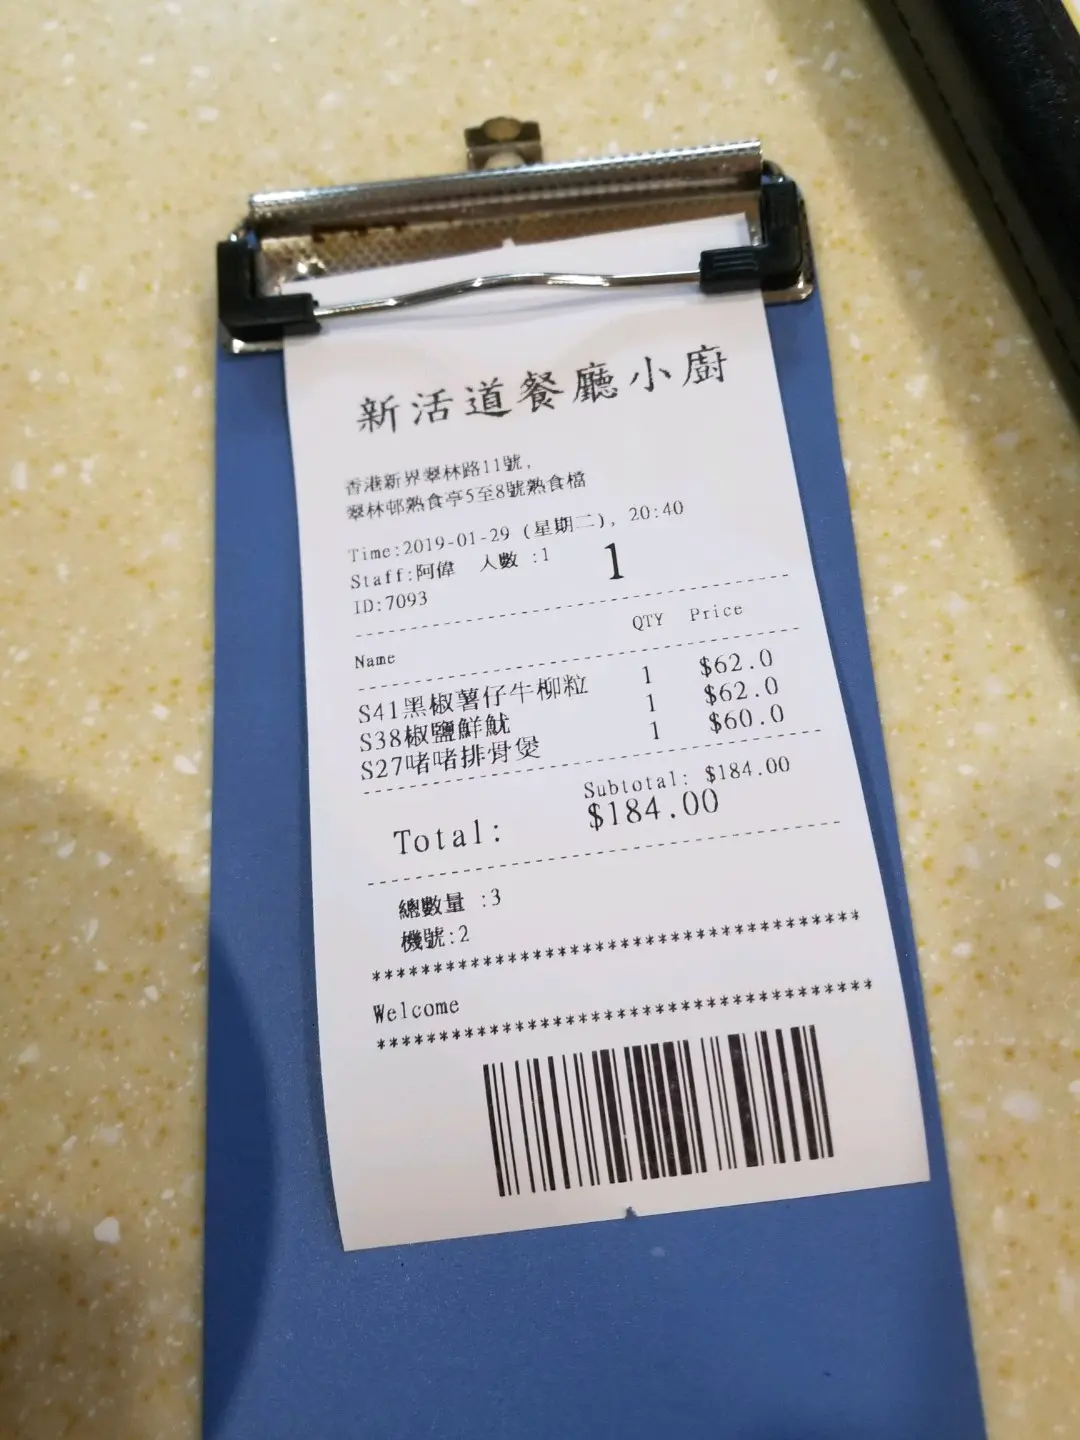 新活道餐廳小廚
香港新界翠林路11號,
翠林邨熟食亭5至8號熟食檔
Time:2019-01-29 (星期二), 20:40
Staff:阿偉 人數 :1 1
ID:7093
Name QTY Price
S41黑椒薯仔牛柳粒 1 $62.0
S38椒鹽鮮魷 1 $62.0
S27啫啫排骨煲 1 $60.0
Subtotal: $184.00
Total: $184.00
總數量 :3
機號:2
****************************************
Welcome
****************************************